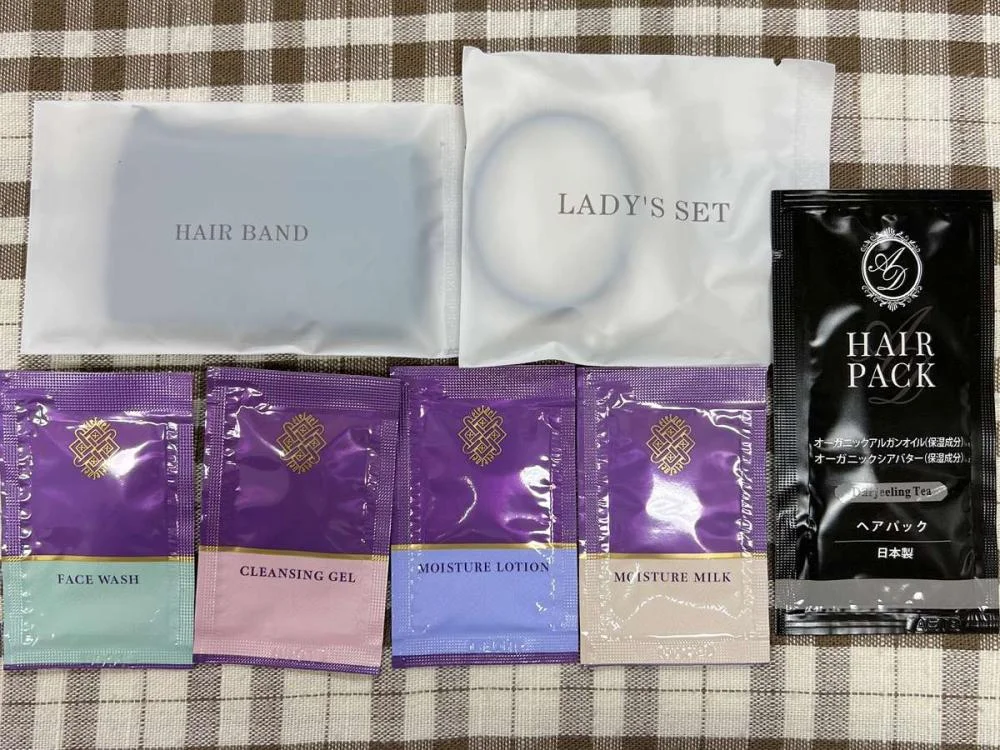 HAIR BAND
LADY'S SET
FACE WASH
CLEANSING GEL
MOISTURE LOTION
MOISTURE MILK
AD
HAIR
PACK
オーガニックアルガンオイル(保湿成分)
オーガニックシアバター(保湿成分)
Darjeeling Tea
ヘアパック
日本製